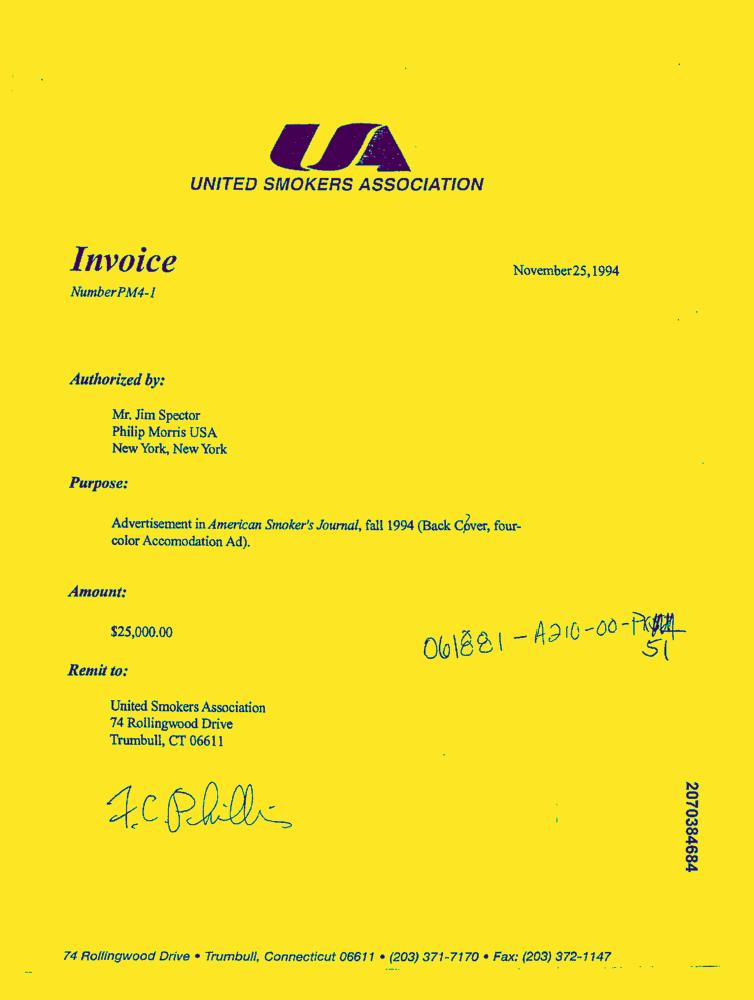 UA
UNITED SMOKERS ASSOCIATION
Invoice
November 25, 1994
Number PM4-1
Authorized by:
Mr. Jim Spector
Philip Morris USA
New York, New York
Purpose:
Advertisement in American Smoker's Journal, fall 1994 (Back Cover, four-
color Accomodation Ad).
Amount:
$25,000.00
061881-A210-00-
51
Remit to:
United Smokers Association
74 Rollingwood Drive
Trumbull, CT 06611
F.C. Phillis
2070384684
74 Rollingwood Drive • Trumbull, Connecticut 06611 • (203) 371-7170 • Fax: (203) 372-1147